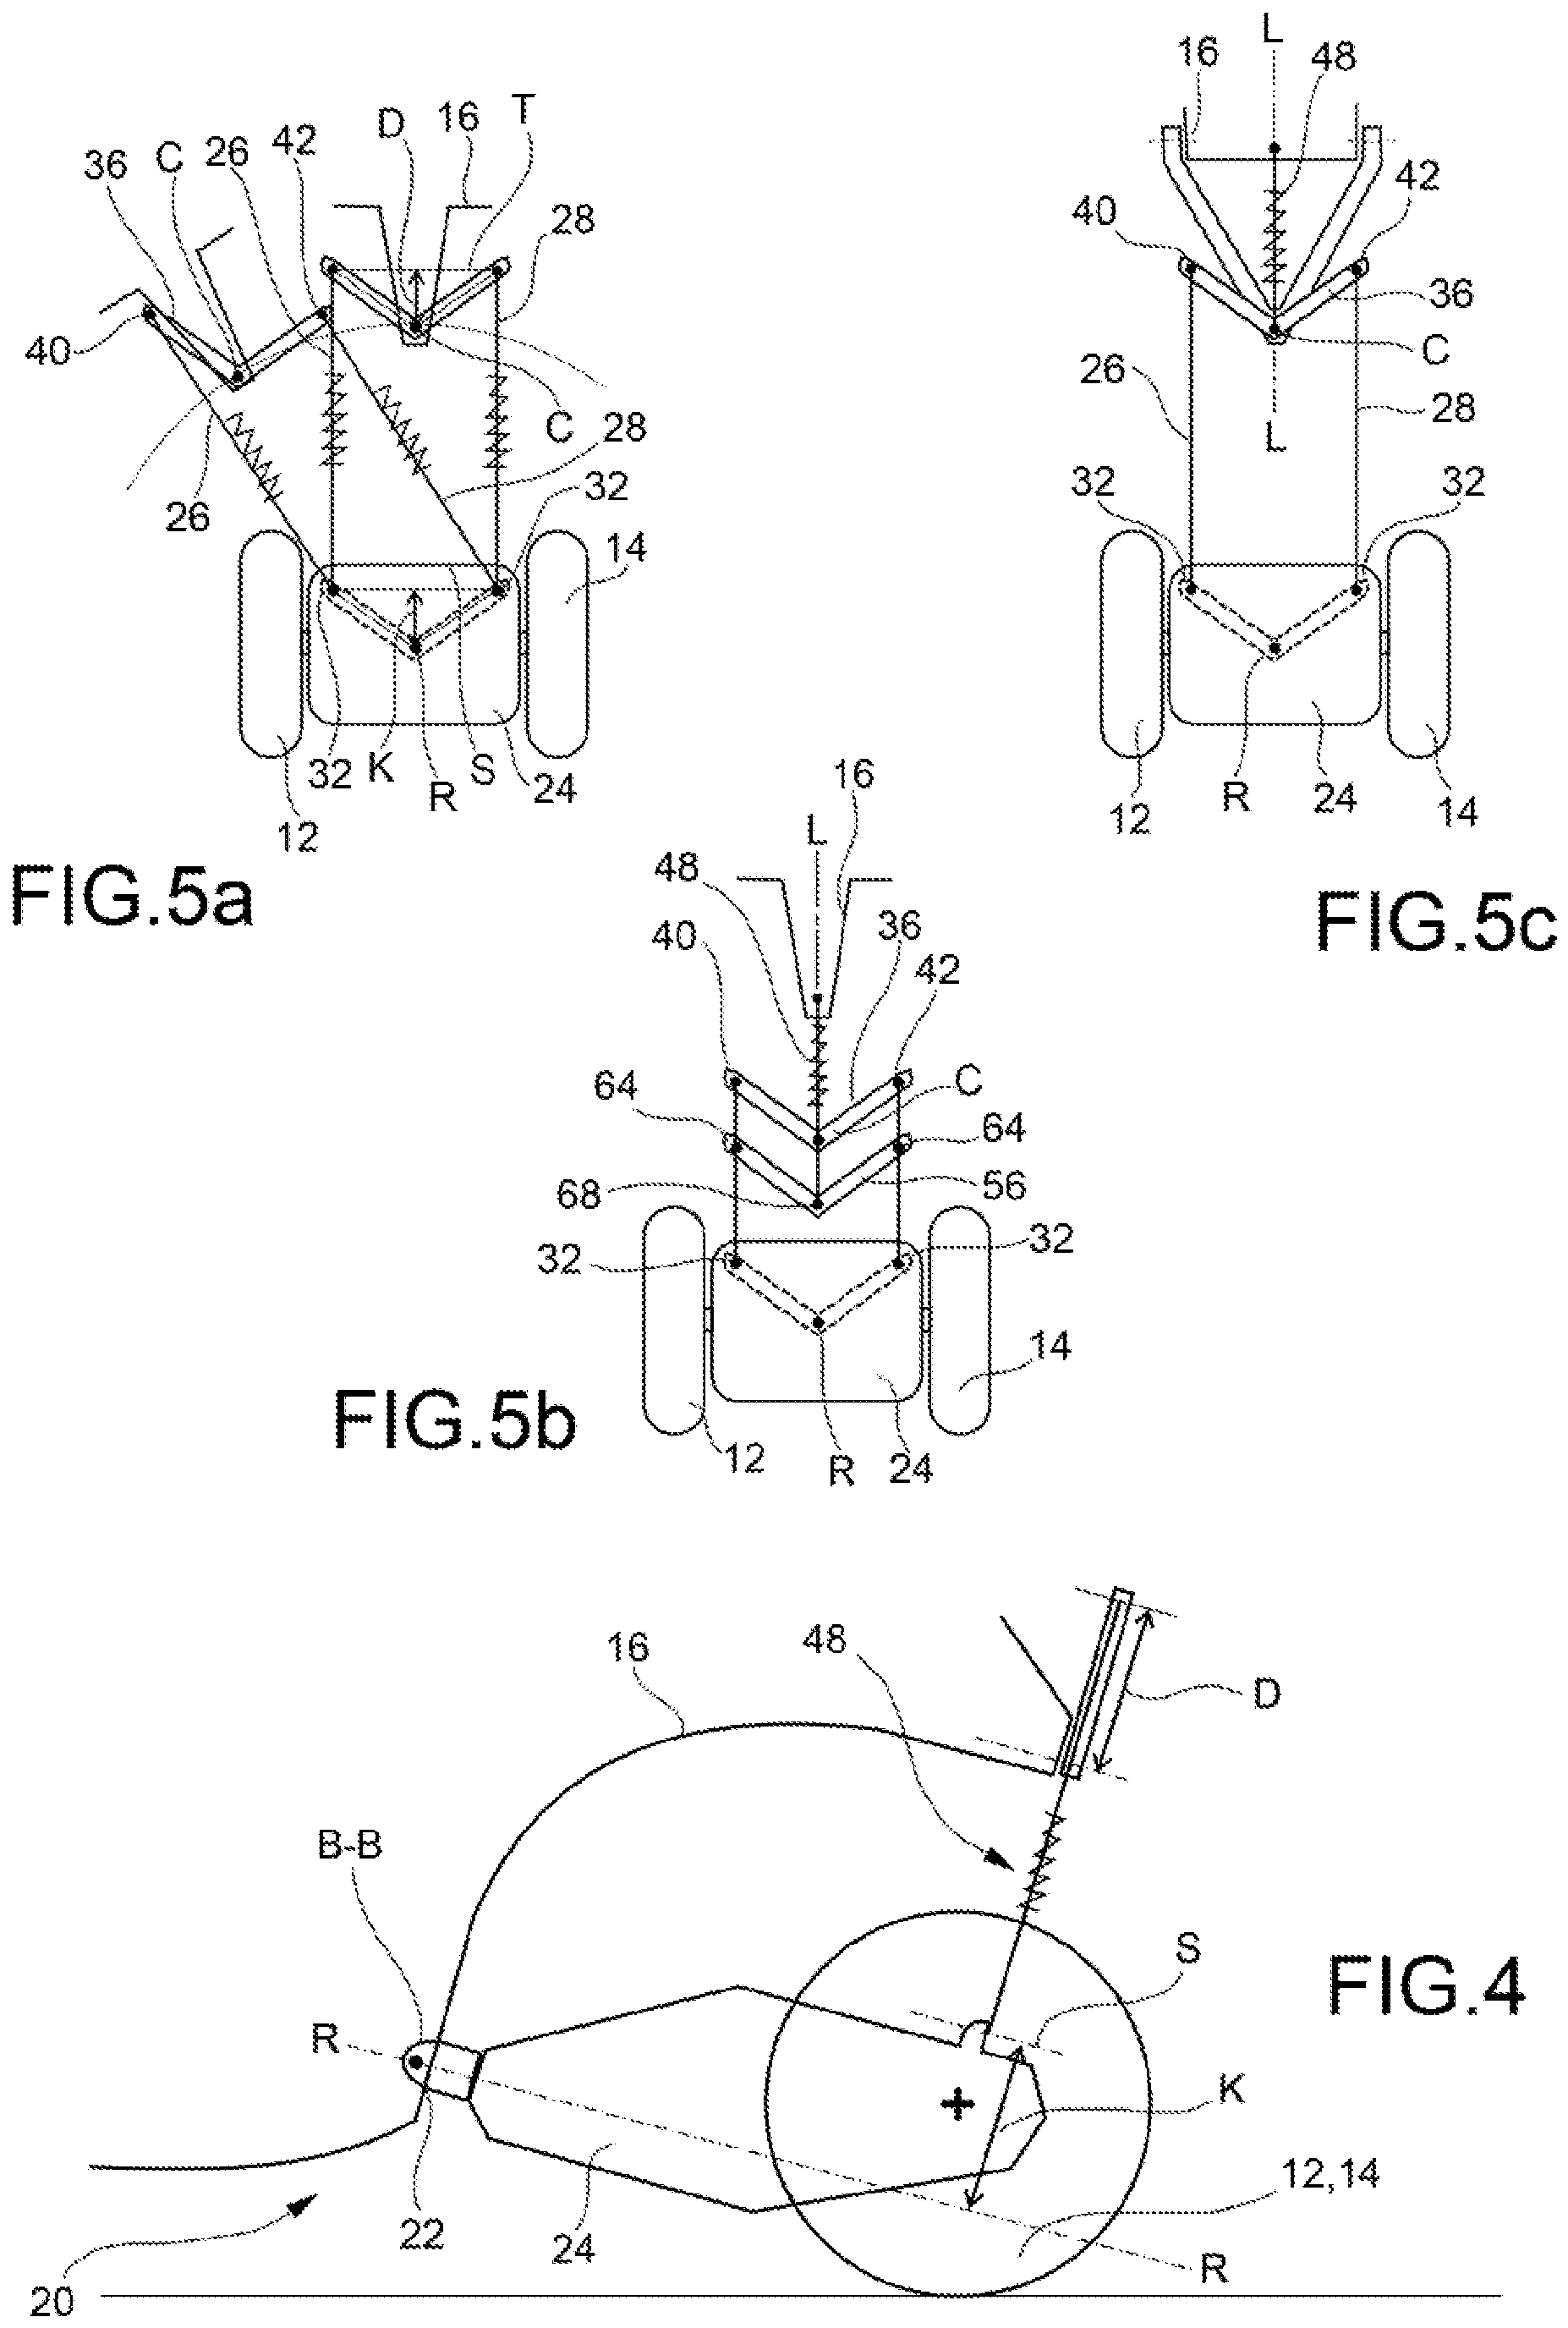 36 C 26 42 D 16 T
28
40
C 28
26 32
14
32 K R S 24
12
FIG.5a
L
16 48
40 42
36
C
26 28
L
32 32
R 24
12 14
FIG.5c
L 16
48
40 36
42
64 C
64
68 56
32 32
14
12 R 24
FIG.5b
16 48
D
B-B
S
FIG.4
R
K
22 24 12,14
R
20